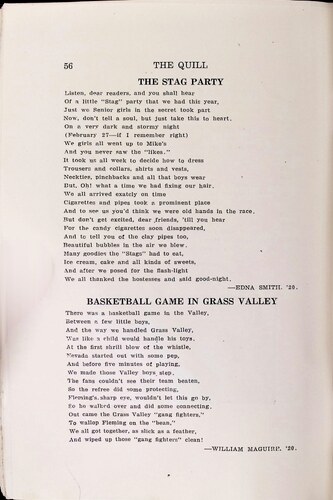 56
THE QUILL
THE STAG PARTY
Listen, dear readers, and you shall hear
Of a little "Stag" party that we had this year,
Just we Senior girls in the secret took part
Now, don't tell a soul, but just take this to heart.
On a very dark and stormy night
(February 27—if I remember right)
We girls all went up to Mike's
And you never saw the "likes."
It took us all week to decide how to dress
Trousers and collars, shirts and vests,
Neckties, pinchbacks and all that boys wear
But, Oh! what a time we had fixing our hair.
We all arrived exately on time
Cigarettes and pipes took a prominent place
And to see us you'd think we were old hands in the race.
But don't get excited, dear friends, 'till you hear
For the candy cigarettes soon disappeared,
And to tell you of the clay pipes too,
Beautiful bubbles in the air we blew.
Many goodies the "Stags" had to eat,
Ice cream, cake and all kinds of sweets,
And after we posed for the flash-light
We all thanked the hostesses and said good-night.
—EDNA SMITH. '20.
BASKETBALL GAME IN GRASS VALLEY
There was a basketball game in the Valley,
Between a few little boys,
And the way we handled Grass Valley,
Was like a child would handle his toys.
At the first shrill blow of the whistle,
Nevada started out with some pep,
And before five minutes of playing,
We made those Valley boys step.
The fans couldn't see their team beaten,
So the refree did some protecting,
Fleming's sharp eye, wouldn't let this go by,
So he walked over and did some connecting.
Out came the Grass Valley "gang fighters,"
To wallop Fleming on the "bean,"
We all got together, as slick as a feather,
And wiped up those "gang fighters" clean!
—WILLIAM MAGUIRE, '20.